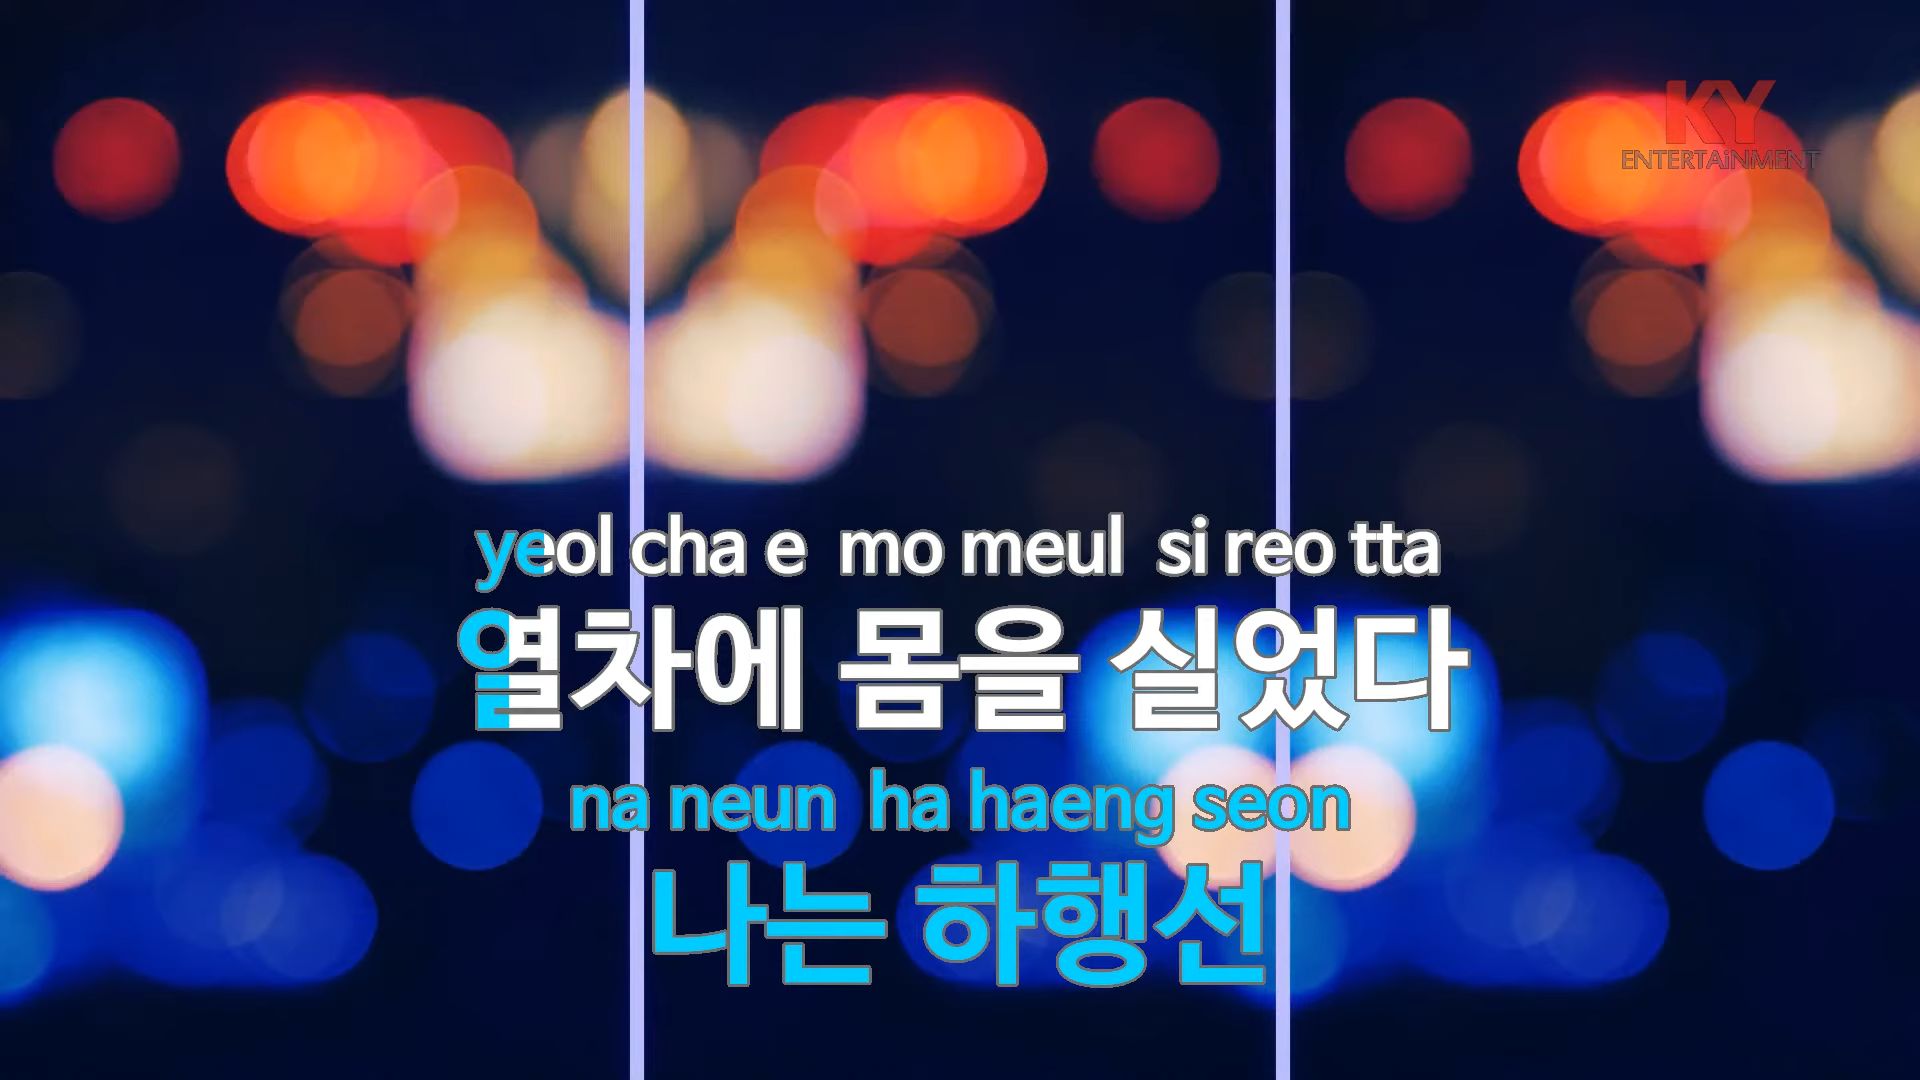 KY
ENTERTAiNMENT
yeol cha e mo meul si reo tta
열차에 몸을 실었다
na neun ha haeng seon
나는 하행선